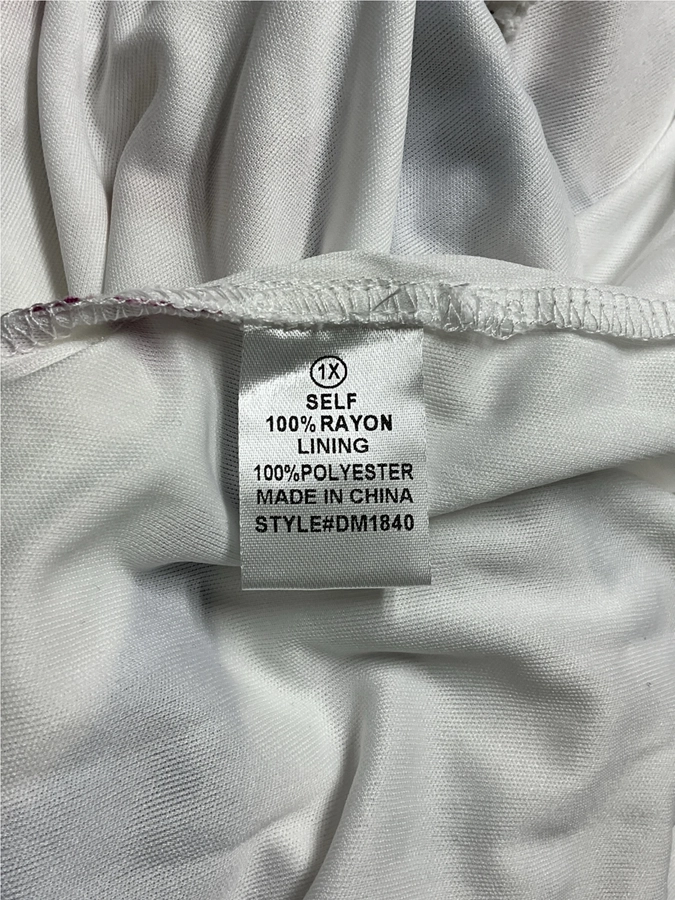 1X
SELF
100% RAYON
LINING
100%POLYESTER
MADE IN CHINA
STYLE#DM1840